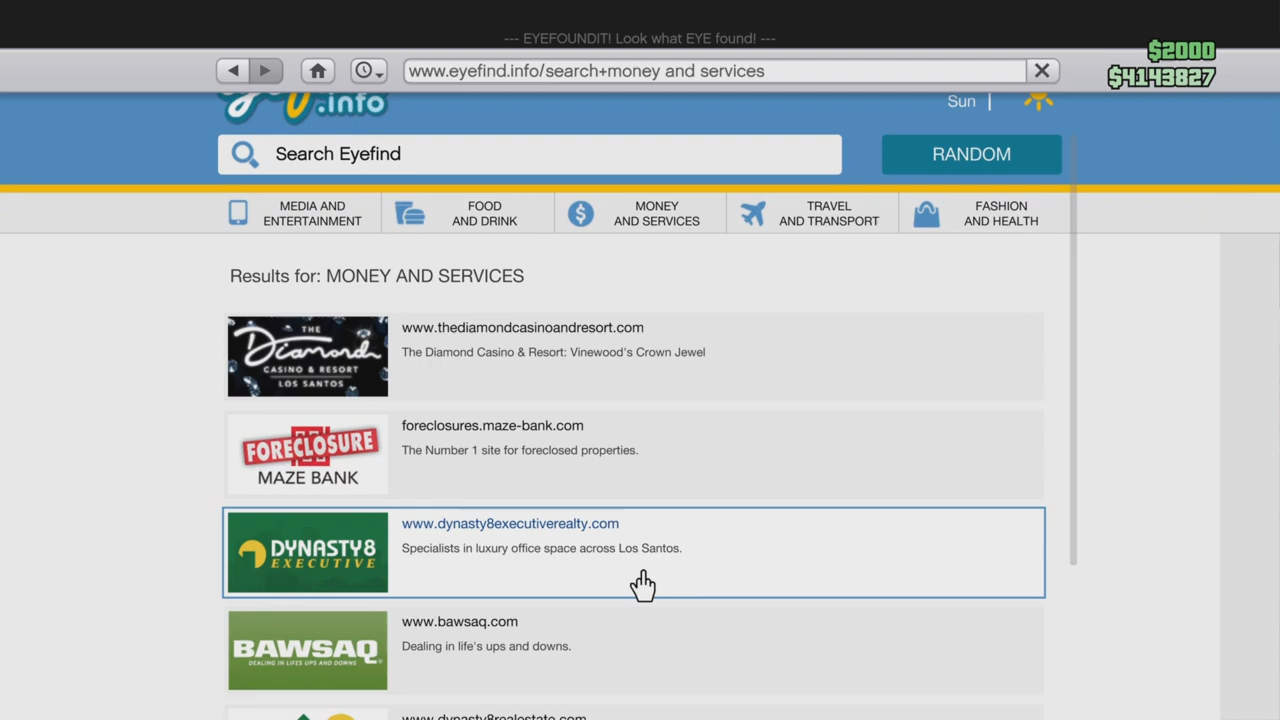 --- EYEFOUNDIT! Look what EYE found! ---
$2000
$4143827
www.eyefind.info/search+money and services
.info
Sun |
Search Eyefind
RANDOM
MEDIA AND
ENTERTAINMENT
FOOD
AND DRINK
MONEY
AND SERVICES
TRAVEL
AND TRANSPORT
FASHION
AND HEALTH
Results for: MONEY AND SERVICES
THE
Diamond
CASINO & RESORT
LOS SANTOS
www.thediamondcasinoandresort.com
The Diamond Casino & Resort: Vinewood's Crown Jewel
FORECLOSURE
MAZE BANK
foreclosures.maze-bank.com
The Number 1 site for foreclosed properties.
DYNASTY8
EXECUTIVE
www.dynasty8executiverealty.com
Specialists in luxury office space across Los Santos.
BAWSAQ
DEALING IN LIFES UPS AND DOWNS
www.bawsaq.com
Dealing in life's ups and downs.
www.dynasty8realestate.com